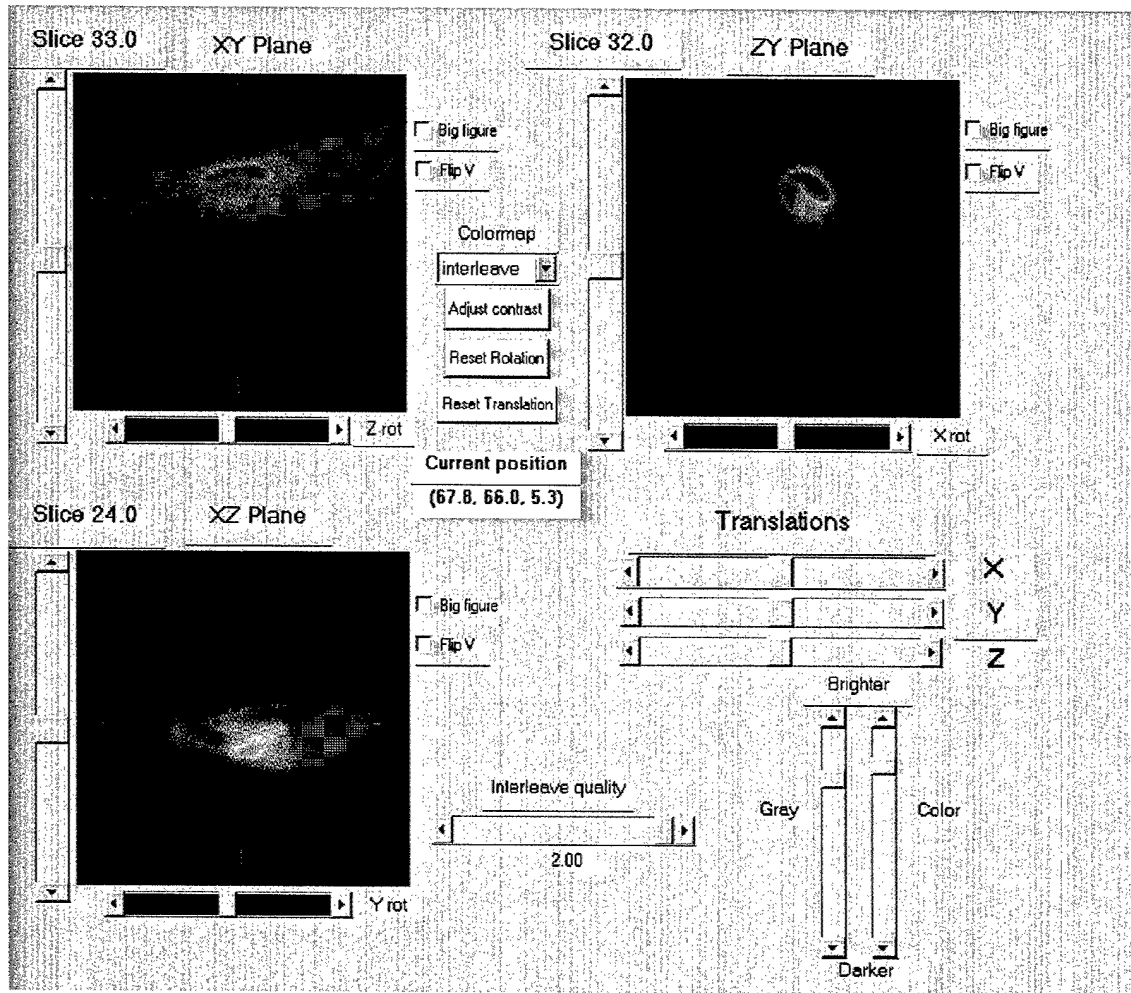 Slice 33.0
XY Plane
Slice 32.0
ZY Plane
Big figure
Flip V
Big figure
Flip V
Colormap
interleave
Adjust contrast
Reset Rotation
Reset Translation
Z rot
X rot
Current position
(67.8, 66.0, 5.3)
Slice 24.0
XZ Plane
Translations
X
Big figure
Y
Flip V
Z
Brighter
Interleave quality
Gray
Color
2.00
Y rot
Darker